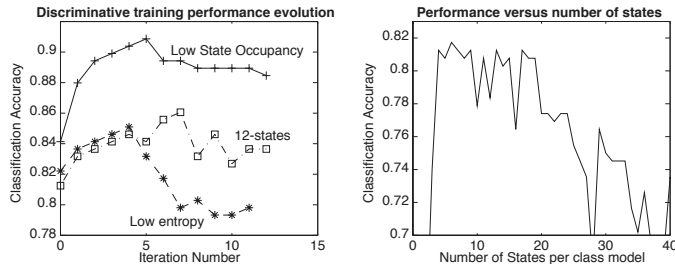 Discriminative training performance evolution
Classification Accuracy
0.9
0.88
0.86
0.84
0.82
0.8
0.78
Low State Occupancy
12-states
Low entropy
0
5
10
15
Iteration Number
Performance versus number of states
Classification Accuracy
0.82
0.8
0.78
0.76
0.74
0.72
0.7
0
10
20
30
40
Number of States per class model